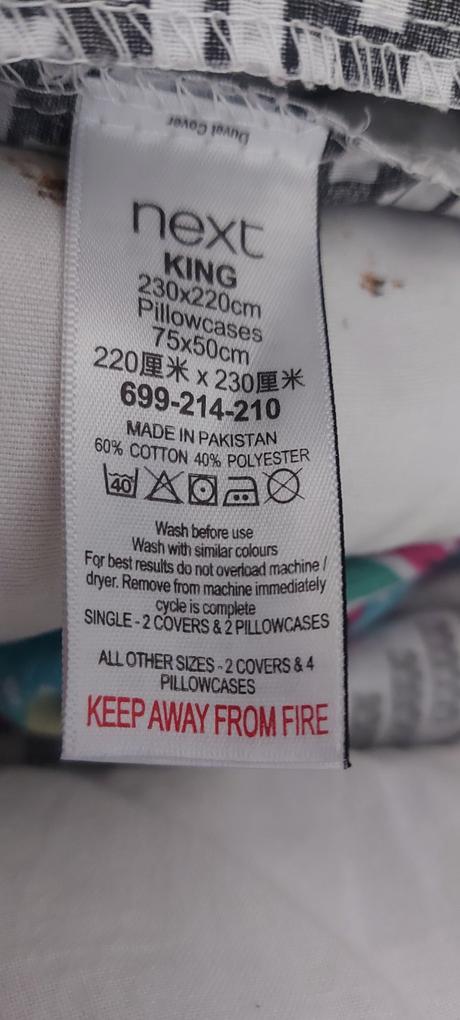 Duvet Cover
next
KING
230x220cm
Pillowcases
75x50cm
220厘米 x 230厘米
699-214-210
MADE IN PAKISTAN
60% COTTON 40% POLYESTER
40
Wash before use
Wash with similar colours
For best results do not overload machine /
dryer. Remove from machine immediately
cycle is complete
SINGLE - 2 COVERS & 2 PILLOWCASES
ALL OTHER SIZES - 2 COVERS & 4
PILLOWCASES
KEEP AWAY FROM FIRE